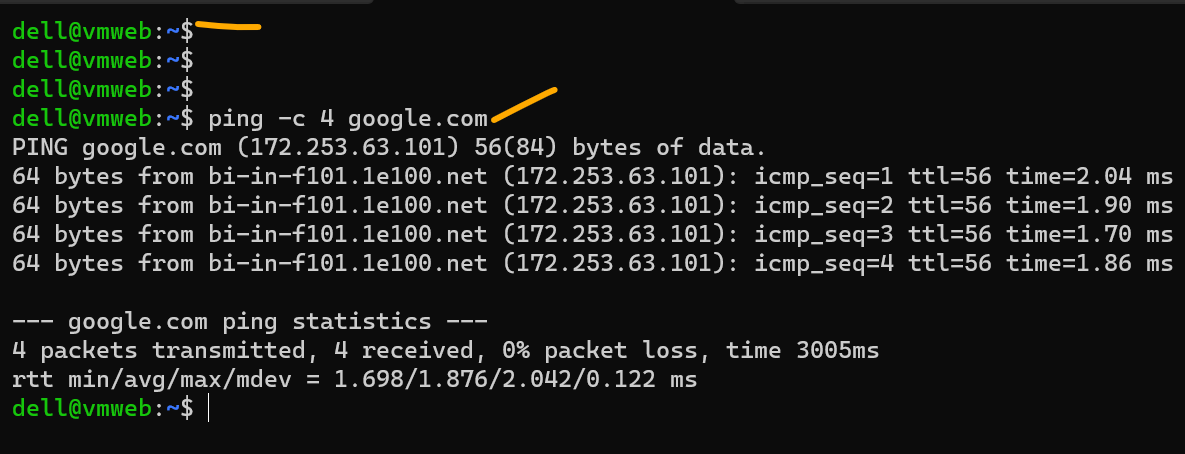 dell@vmweb:~$
dell@vmweb:~$
dell@vmweb:~$
dell@vmweb:~$ ping -c 4 google.com
PING google.com (172.253.63.101) 56(84) bytes of data.
64 bytes from bi-in-f101.1e100.net (172.253.63.101): icmp_seq=1 ttl=56 time=2.04 ms
64 bytes from bi-in-f101.1e100.net (172.253.63.101): icmp_seq=2 ttl=56 time=1.90 ms
64 bytes from bi-in-f101.1e100.net (172.253.63.101): icmp_seq=3 ttl=56 time=1.70 ms
64 bytes from bi-in-f101.1e100.net (172.253.63.101): icmp_seq=4 ttl=56 time=1.86 ms
--- google.com ping statistics ---
4 packets transmitted, 4 received, 0% packet loss, time 3005ms
rtt min/avg/max/mdev = 1.698/1.876/2.042/0.122 ms
dell@vmweb:~$